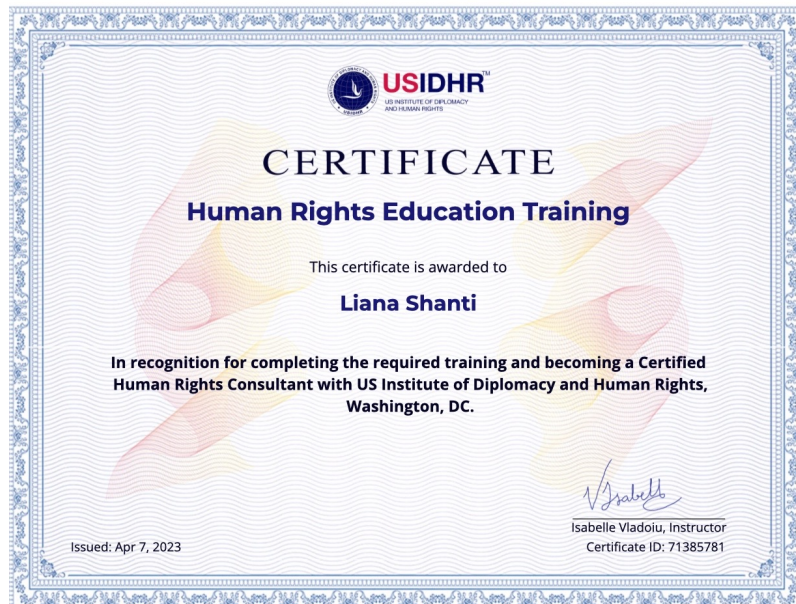 USIDHR™
US INSTITUTE OF DIPLOMACY
AND HUMAN RIGHTS
CERTIFICATE
Human Rights Education Training
This certificate is awarded to
Liana Shanti
In recognition for completing the required training and becoming a Certified
Human Rights Consultant with US Institute of Diplomacy and Human Rights,
Washington, DC.
Isabelle Vladoiu, Instructor
Issued: Apr 7, 2023
Certificate ID: 71385781